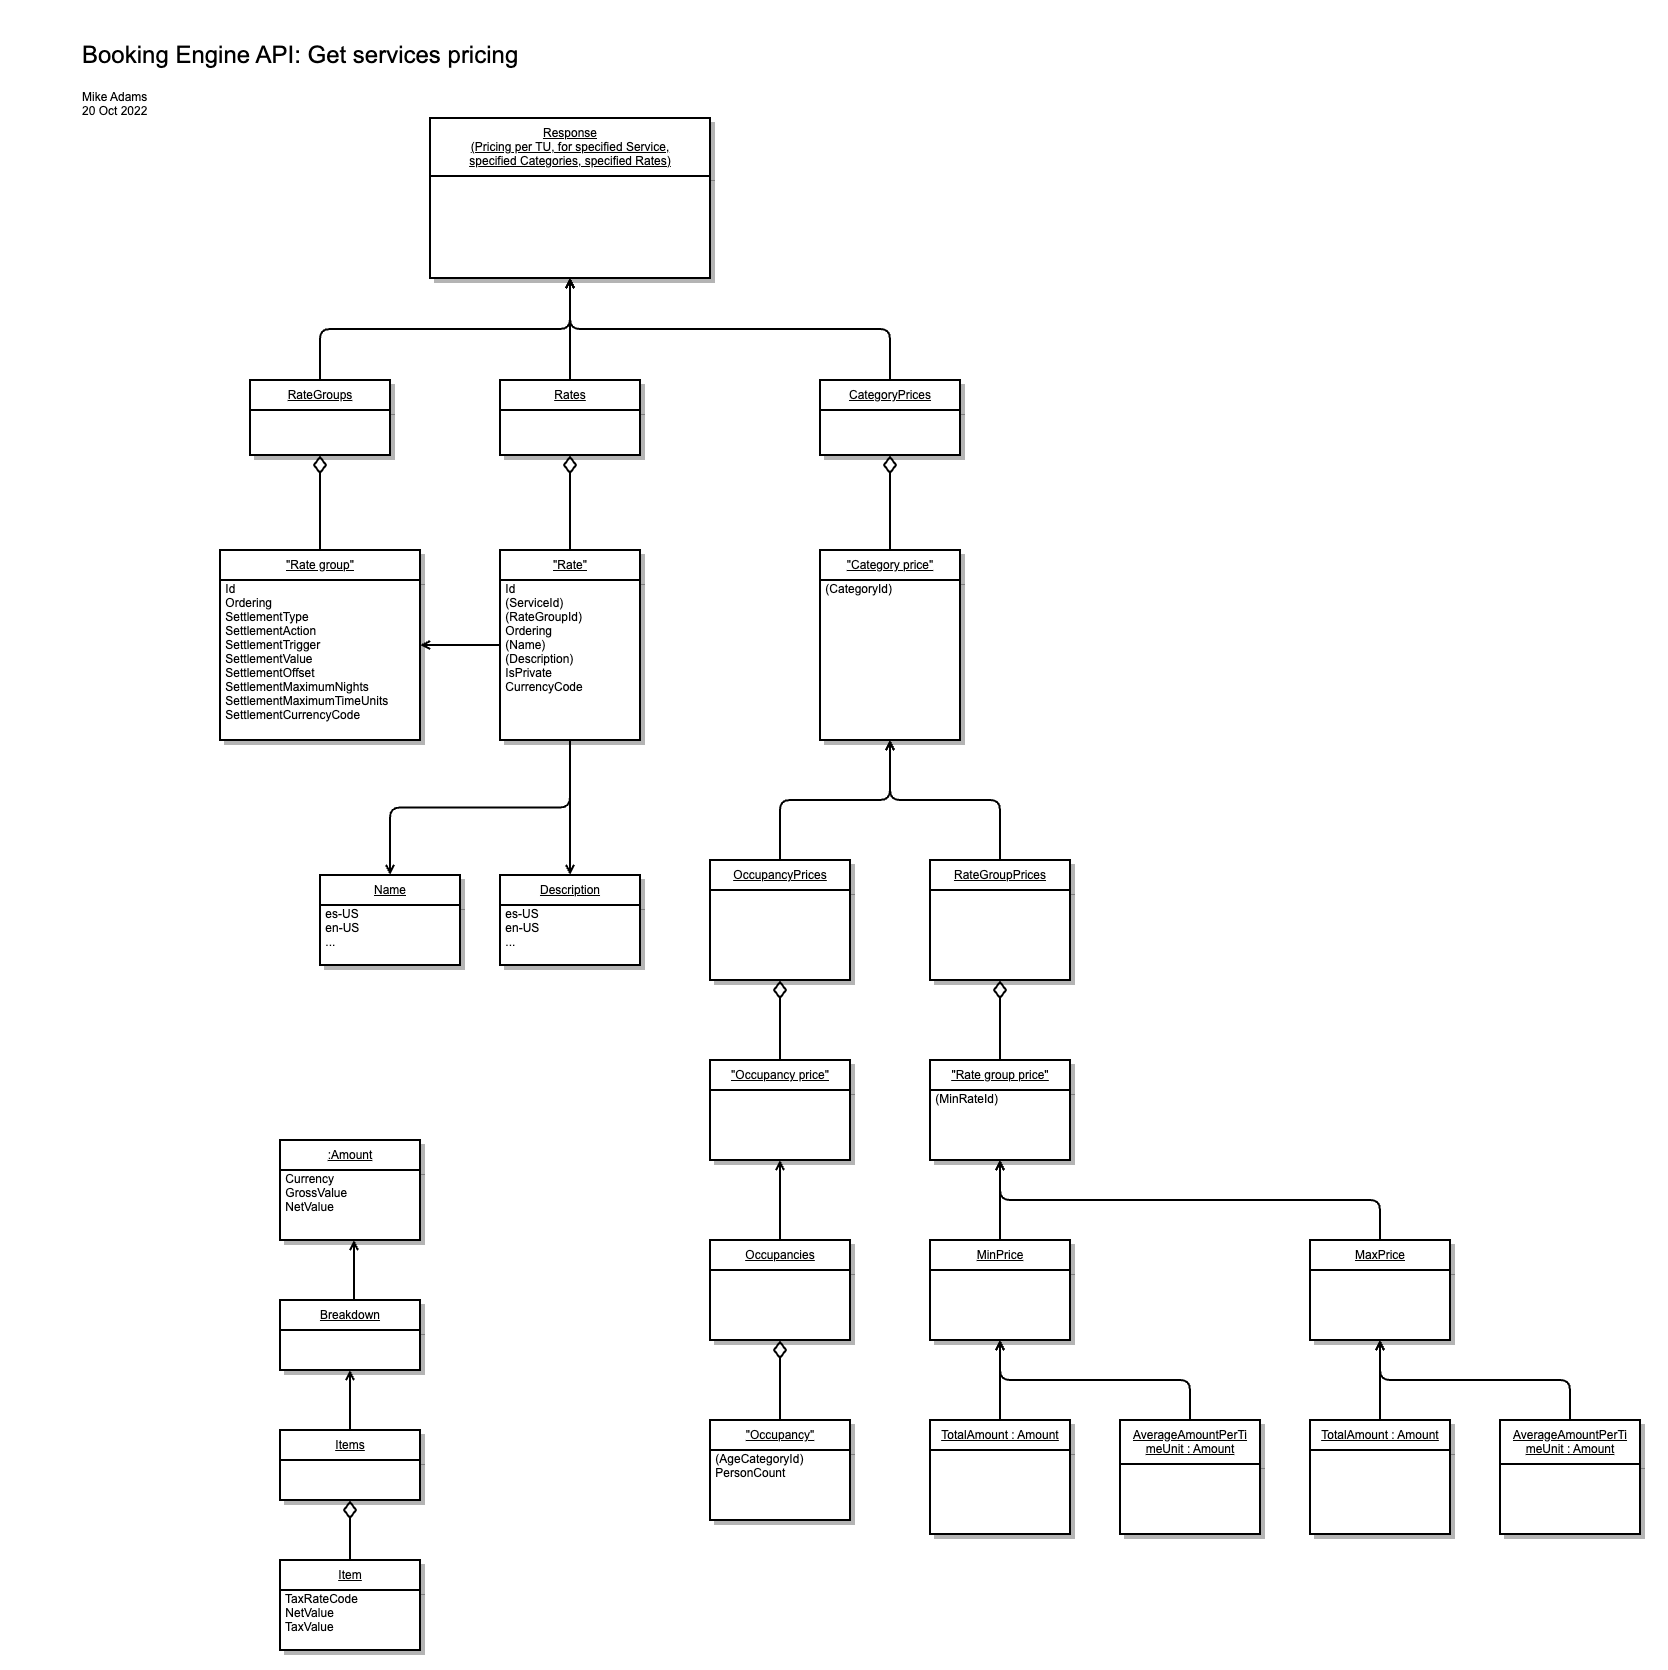 Booking Engine API: Get services pricing
Mike Adams
20 Oct 2022
Response
(Pricing per TU, for specified Service,
specified Categories, specified Rates)
RateGroups
Rates
CategoryPrices
"Rate group"
Id
Ordering
SettlementType
SettlementAction
SettlementTrigger
SettlementValue
SettlementOffset
SettlementMaximumNights
SettlementMaximumTimeUnits
SettlementCurrencyCode
"Rate"
Id
(ServiceId)
(RateGroupId)
Ordering
(Name)
(Description)
IsPrivate
CurrencyCode
"Category price"
(CategoryId)
Name
es-US
en-US
...
Description
es-US
en-US
...
OccupancyPrices
RateGroupPrices
"Occupancy price"
"Rate group price"
(MinRateId)
:Amount
Currency
GrossValue
NetValue
Breakdown
Items
Item
TaxRateCode
NetValue
TaxValue
Occupancies
MinPrice
MaxPrice
"Occupancy"
(AgeCategoryId)
PersonCount
TotalAmount : Amount
AverageAmountPerTi
meUnit : Amount
TotalAmount : Amount
AverageAmountPerTi
meUnit : Amount